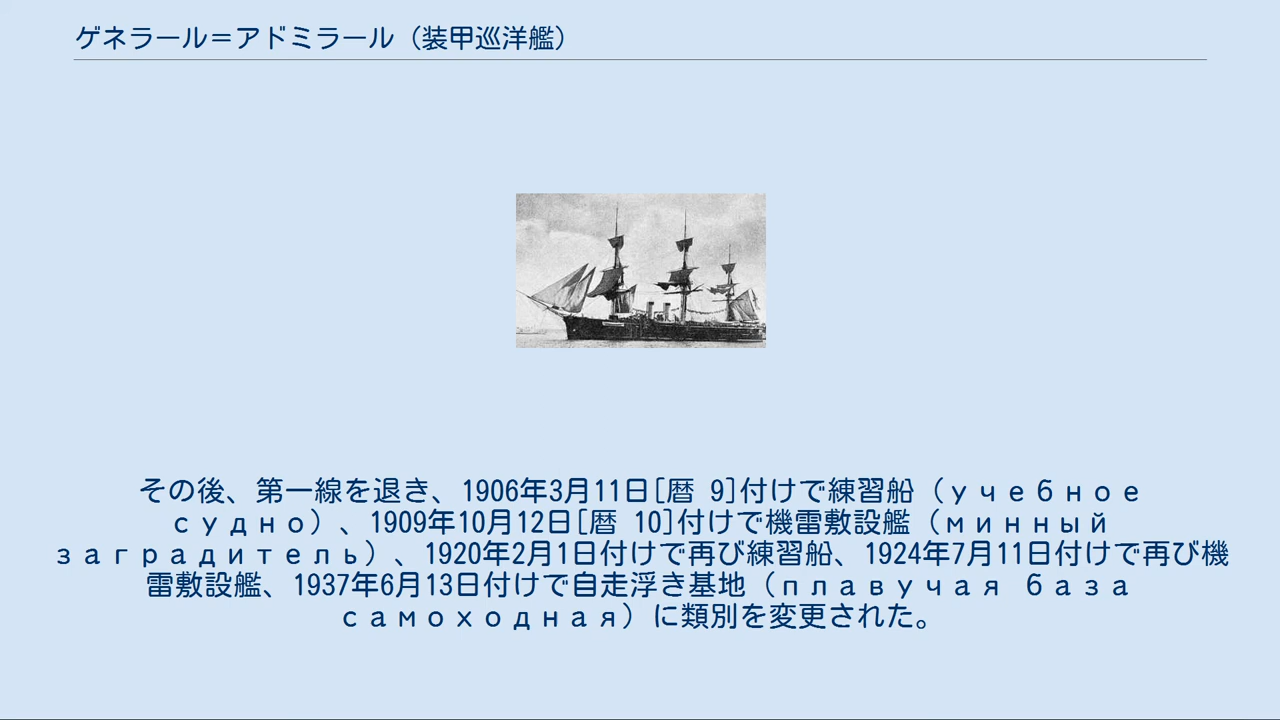 ゲネラール＝アドミラール（装甲巡洋艦）
その後、第一線を退き、1906年3月11日[暦 9]付けで練習船（учебное
судно）、1909年10月12日[暦 10]付けで機雷敷設艦（минный
заградитель）、1920年2月1日付けで再び練習船、1924年7月11日付けで再び機
雷敷設艦、1937年6月13日付けで自走浮き基地（плавучая база
самоходная）に類別を変更された。